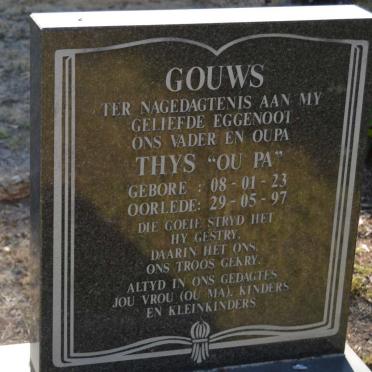 GOUWS
TER NAGEDAGTENIS AAN MY
GELIEFDE EGGENOOT
ONS VADER EN OUPA
THYS "OU PA"
GEBORE : 08 - 01 - 23
OORLEDE: 29 - 05 - 97
DIE GOEIE STRYD HET
HY GESTRY.
DAARIN HET ONS,
ONS TROOS GEKRY.
ALTYD IN ONS GEDAGTES
JOU VROU (OU MA), KINDERS
EN KLEINKINDERS